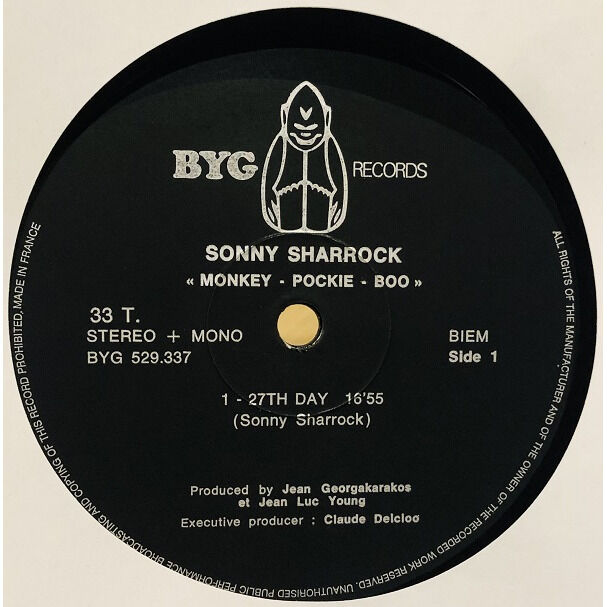 BYG RECORDS
SONNY SHARROCK
« MONKEY - POCKIE - BOO »
33 T.
STEREO + MONO
BYG 529.337
BIEM
Side 1
1 - 27TH DAY 16'55
(Sonny Sharrock)
Produced by Jean Georgakarakos
et Jean Luc Young
Executive producer : Claude Delcloo
ALL RIGHTS OF THE MANUFACTURER AND OF THE OWNER OF THE RECORDED WORK RESERVED. UNAUTHORISED PUBLIC PERFORMANCE BROADCASTING AND COPYING OF THIS RECORD PROHIBITED, MADE IN FRANCE